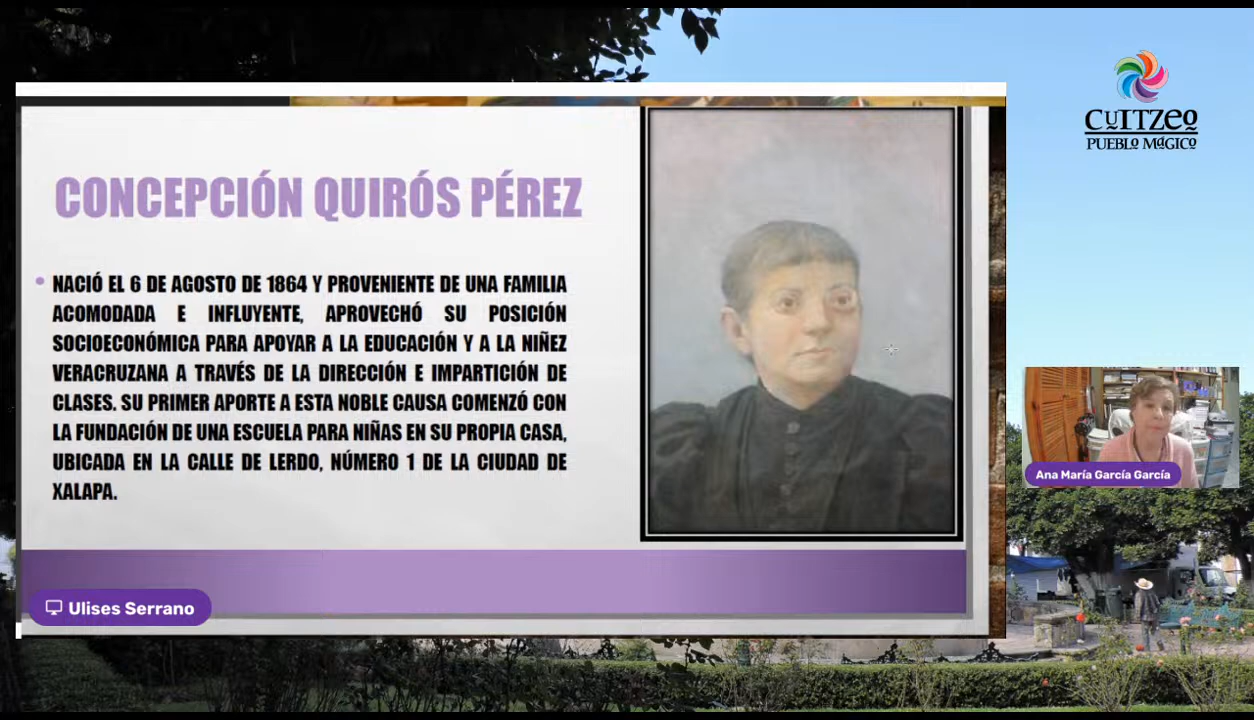 CUITZEO
PUEBLO MáGICO
CONCEPCIÓN QUIRÓS PÉREZ
• NACIÓ EL 6 DE AGOSTO DE 1864 Y PROVENIENTE DE UNA FAMILIA
ACOMODADA E INFLUYENTE, APROVECHÓ SU POSICIÓN
SOCIOECONÓMICA PARA APOYAR A LA EDUCACIÓN Y A LA NIÑEZ
VERACRUZANA A TRAVÉS DE LA DIRECCIÓN E IMPARTICIÓN DE
CLASES. SU PRIMER APORTE A ESTA NOBLE CAUSA COMENZÓ CON
LA FUNDACIÓN DE UNA ESCUELA PARA NIÑAS EN SU PROPIA CASA,
UBICADA EN LA CALLE DE LERDO, NÚMERO 1 DE LA CIUDAD DE
XALAPA.
Ana María García García
Ulises Serrano